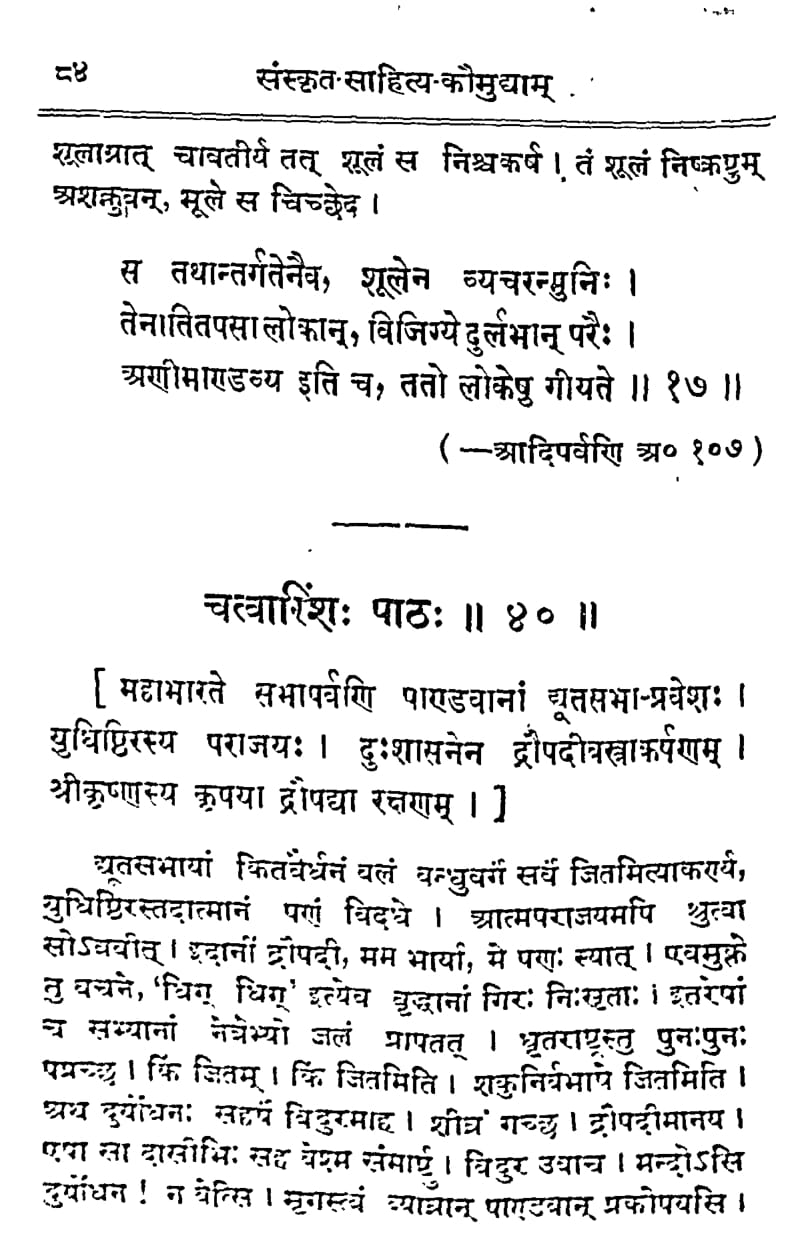 ८४ संस्कृत-साहित्य-कौमुद्याम्
शूलाग्रात् चावतीर्य तत् शूलं स निश्चकर्ष। तं शूलं निष्क्रष्टुम्
अशक्नुवन्, मूले स चिच्छेद।
स तथान्तर्गतेनैव, शूलेन व्यचरन्मुनिः।
तेनातितपसा लोकान्, विजिग्ये दुर्लभान् परैः।
अणीमाण्डव्य इति च, ततो लोकेषु गीयते॥ १७॥
(—आदिपर्वणि अ० १०७)
चत्वारिंशः पाठः॥ ४०॥
[ महाभारते सभापर्वणि पाण्डवानां द्यूतसभा-प्रवेशः।
युधिष्ठिरस्य पराजयः। दुःशासनेन द्रौपदीवस्त्राकर्षणम्।
श्रीकृष्णस्य कृपया द्रौपद्या रक्षणम्। ]
द्यूतसभायां कितवैर्धनं बलं बन्धुवर्गं सर्वं जितमित्याकर्ण्य,
युधिष्ठिरस्तदात्मानं पणं विदधे। आत्मपराजयमपि श्रुत्वा
सोऽब्रवीत्। इदानीं द्रौपदी, मम भार्या, मे पणः स्यात्। एवमुक्ते
तु वचने, 'धिग् धिग्' इत्येव वृद्धानां गिरः निःसृताः। इतरेषां
च सभ्यानां नेत्रेभ्यो जलं प्रापतत्। धृतराष्ट्रस्तु पुनःपुनः
पप्रच्छ। किं जितम्। किं जितमिति। शकुनिर्बभाषे जितमिति।
अथ दुर्योधनः सहर्षं विदुरमाह। शीघ्रं गच्छ। द्रौपदीमानय।
एषा सा दासीभिः सह वेश्म संमार्ष्टु। विदुर उवाच। मन्दोऽसि
दुर्योधन! न वेत्सि। मृगस्त्वं व्याघ्रान् पाण्डवान् प्रकोपयसि।